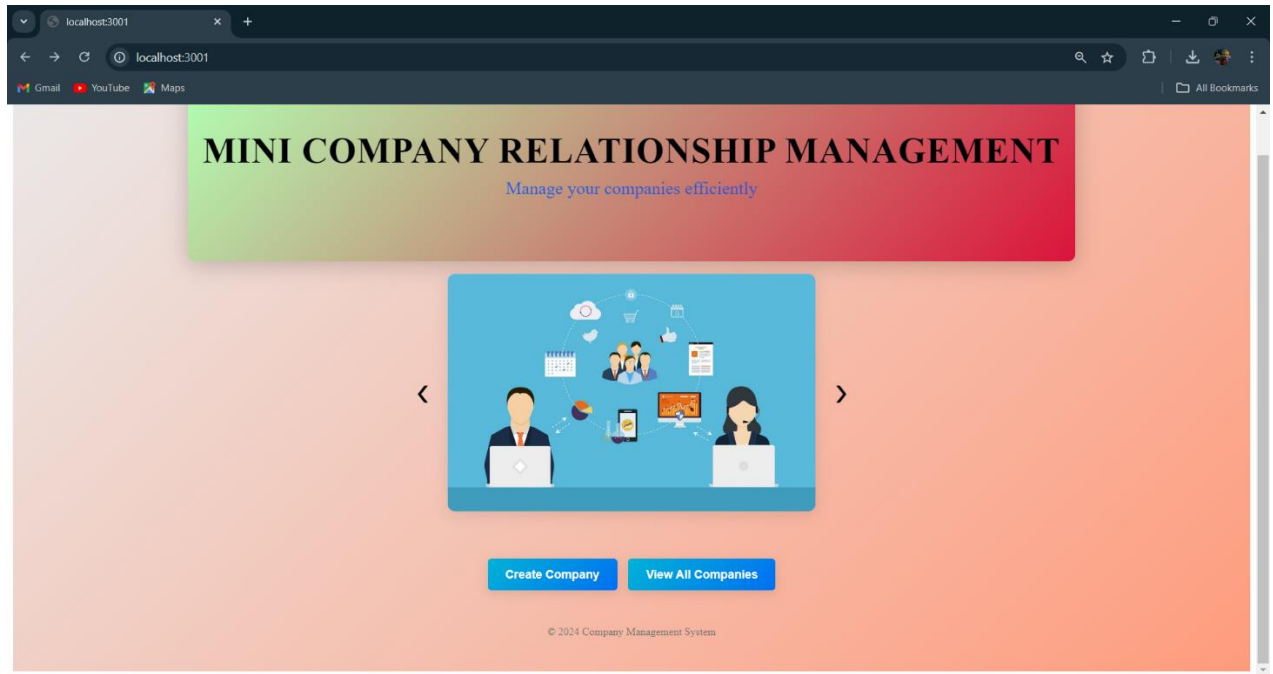 localhost:3001
localhost:3001
Gmail YouTube Maps All Bookmarks
MINI COMPANY RELATIONSHIP MANAGEMENT
Manage your companies efficiently
Create Company View All Companies
© 2024 Company Management System